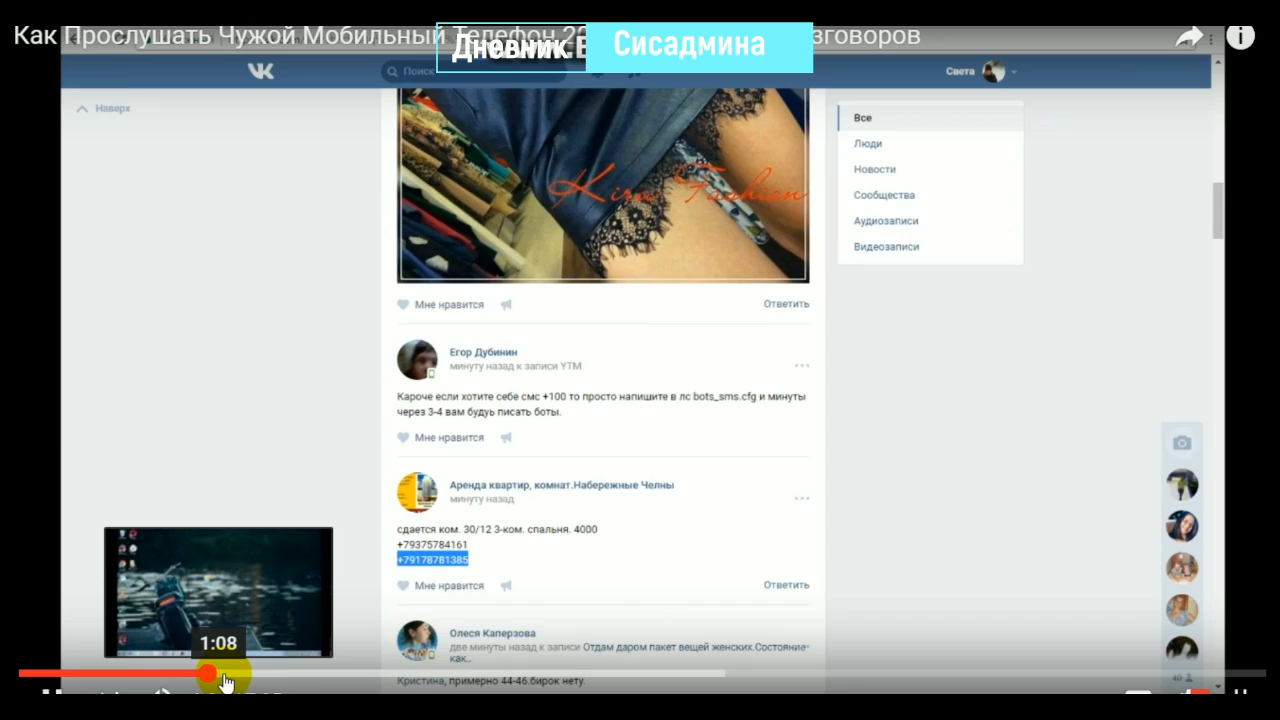 Как Прослушать Чужой Мобильный Телефон
зговоров
Дневник
Сисадмина
Поиск
Света
Наверх
Kira Fashion
Все
Люди
Новости
Сообщества
Аудиозаписи
Видеозаписи
Мне нравится
Ответить
Егор Дубинин
минуту назад к записи YTM
Кароче если хотите себе смс +100 то просто напишите в лс bots_sms.cfg и минуты
через 3-4 вам будуь писать боты.
Мне нравится
Аренда квартир, комнат.Набережные Челны
минуту назад
сдается ком. 30/12 3-ком. спальня. 4000
+79375784161
+79178781385
Мне нравится
Ответить
Олеся Каперзова
две минуты назад к записи Отдам даром пакет вещей женских.Состояние
как..
Кристина, примерно 44-46.бирок нету.
1:08